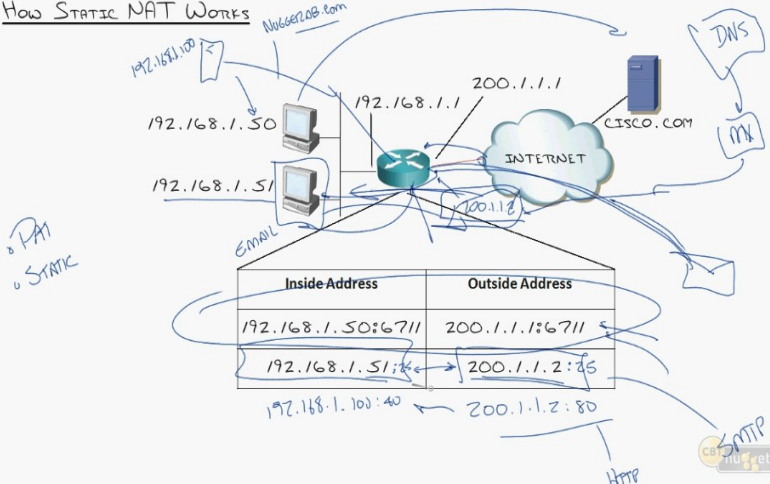 HOW STATIC NAT WORKS
NUGGETLAB.com
DNS
192.168.1.100
200.1.1.1
192.168.1.1
192.168.1.50
CISCO.COM
MX
INTERNET
192.168.1.51
200.1.1.2
EMAIL
PAT
STATIC
Inside Address Outside Address
192.168.1.50:6711 200.1.1.1:6711
192.168.1.51:25 200.1.1.2:25
192.168.1.100:80 200.1.1.2:80
SMTP
HTTP
CBT nugget